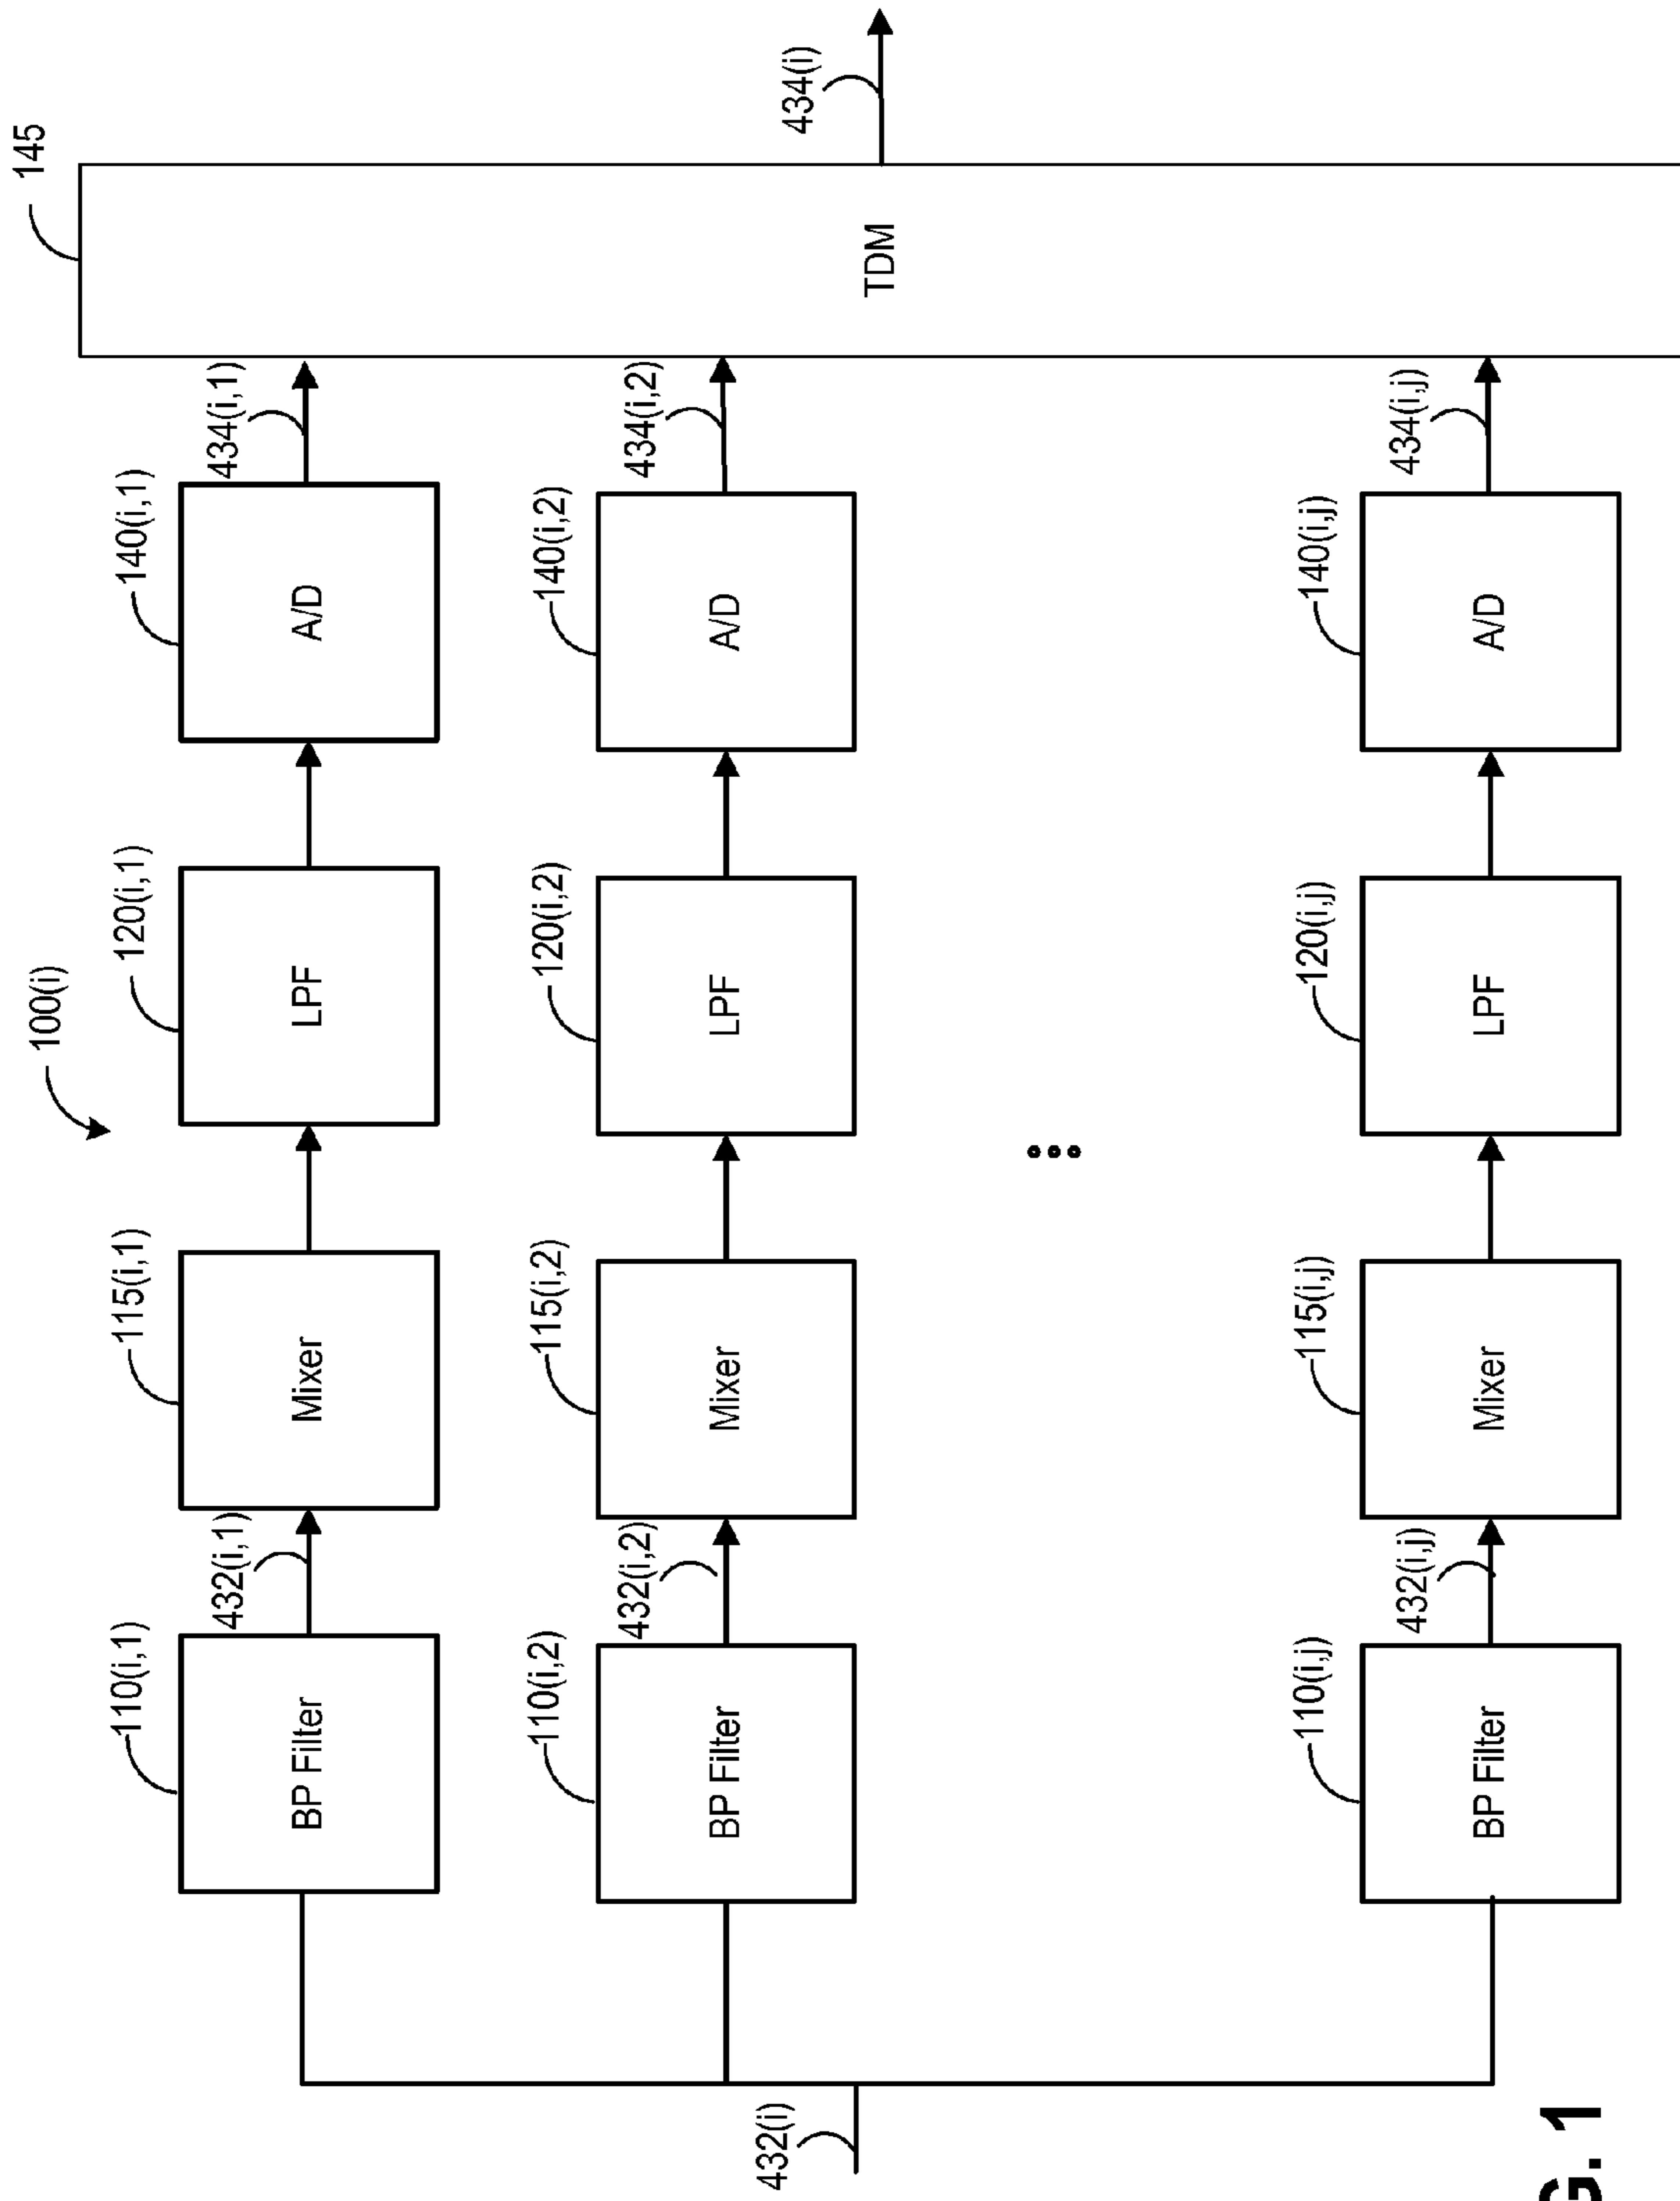 100(i)
145
110(i,1)
115(i,1)
120(i,1)
140(i,1)
BP Filter
432(i,1)
Mixer
LPF
A/D
434(i,1)
110(i,2)
115(i,2)
120(i,2)
140(i,2)
BP Filter
432(i,2)
Mixer
LPF
A/D
434(i,2)
432(i)
TDM
434(i)
110(i,j)
115(i,j)
120(i,j)
140(i,j)
BP Filter
432(i,j)
Mixer
LPF
A/D
434(i,j)
G. 1